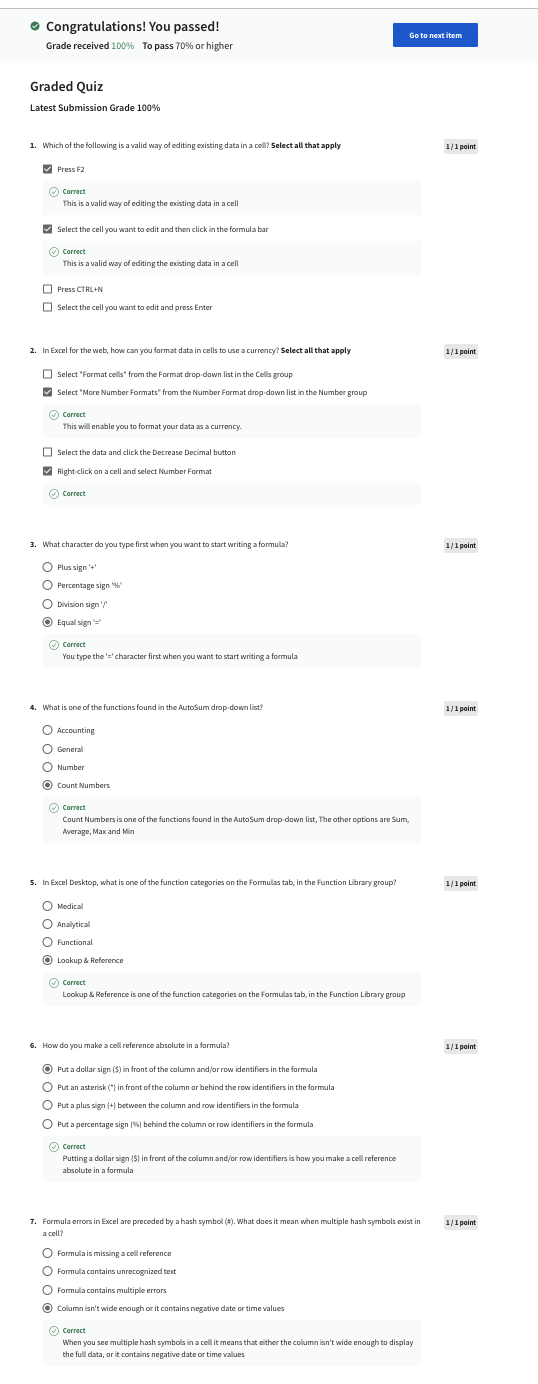 Congratulations! You passed!
Grade received 100% To pass 70% or higher
Go to next item
Graded Quiz
Latest Submission Grade 100%
1. Which of the following is a valid way of editing existing data in a cell? Select all that apply
1 / 1 point
Press F2
Correct
This is a valid way of editing the existing data in a cell
Select the cell you want to edit and then click in the formula bar
Correct
This is a valid way of editing the existing data in a cell
Press CTRL+N
Select the cell you want to edit and press Enter
2. In Excel for the web, how can you format data in cells to use a currency? Select all that apply
1 / 1 point
Select "Format cells" from the Format drop-down list in the Cells group
Select "More Number Formats" from the Number Format drop-down list in the Number group
Correct
This will enable you to format your data as a currency.
Select the data and click the Decrease Decimal button
Right-click on a cell and select Number Format
Correct
3. What character do you type first when you want to start writing a formula?
1 / 1 point
Plus sign '+'
Percentage sign '%'
Division sign '/'
Equal sign '='
Correct
You type the '=' character first when you want to start writing a formula
4. What is one of the functions found in the AutoSum drop-down list?
1 / 1 point
Accounting
General
Number
Count Numbers
Correct
Count Numbers is one of the functions found in the AutoSum drop-down list, The other options are Sum,
Average, Max and Min
5. In Excel Desktop, what is one of the function categories on the Formulas tab, in the Function Library group?
1 / 1 point
Medical
Analytical
Functional
Lookup & Reference
Correct
Lookup & Reference is one of the function categories on the Formulas tab, in the Function Library group
6. How do you make a cell reference absolute in a formula?
1 / 1 point
Put a dollar sign ($) in front of the column and/or row identifiers in the formula
Put an asterisk (*) in front of the column or behind the row identifiers in the formula
Put a plus sign (+) between the column and row identifiers in the formula
Put a percentage sign (%) behind the column or row identifiers in the formula
Correct
Putting a dollar sign ($) in front of the column and/or row identifiers is how you make a cell reference
absolute in a formula
7. Formula errors in Excel are preceded by a hash symbol (#). What does it mean when multiple hash symbols exist in
a cell?
1 / 1 point
Formula is missing a cell reference
Formula contains unrecognized text
Formula contains multiple errors
Column isn't wide enough or it contains negative date or time values
Correct
When you see multiple hash symbols in a cell it means that either the column isn't wide enough to display
the full data, or it contains negative date or time values